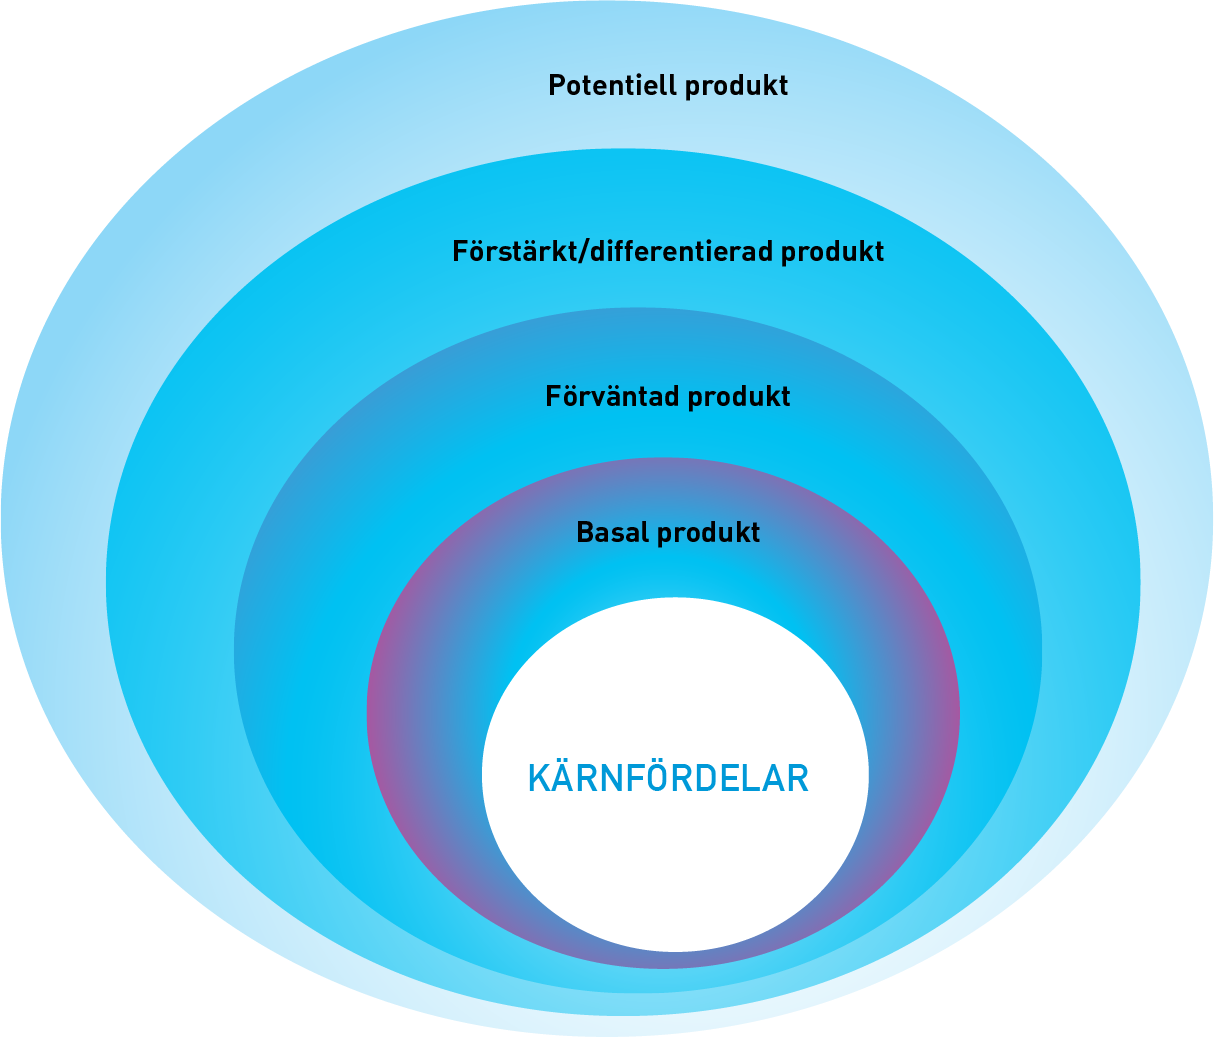 Potentiell produkt
Förstärkt/differentierad produkt
Förväntad produkt
Basal produkt
KÄRNFÖRDELAR